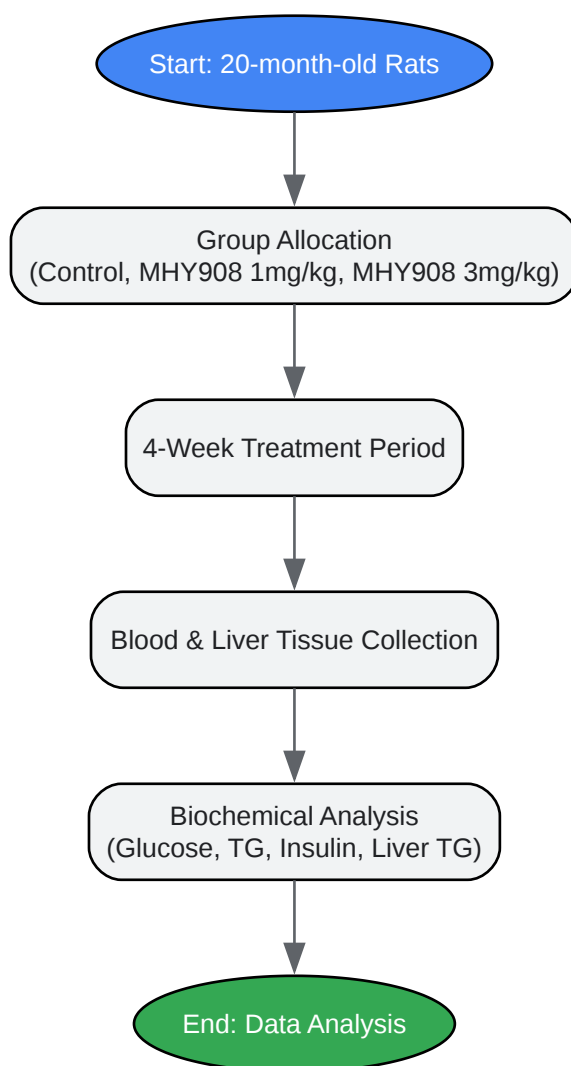 Start: 20-month-old Rats
Group Allocation
(Control, MHY908 1mg/kg, MHY908 3mg/kg)
4-Week Treatment Period
Blood & Liver Tissue Collection
Biochemical Analysis
(Glucose, TG, Insulin, Liver TG)
End: Data Analysis